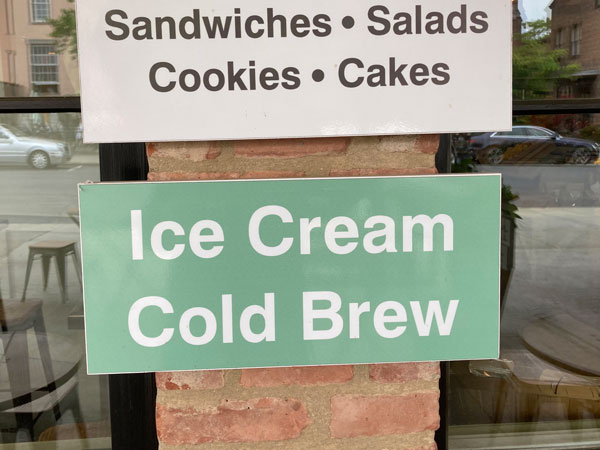 Sandwiches • Salads
Cookies • Cakes
Ice Cream
Cold Brew